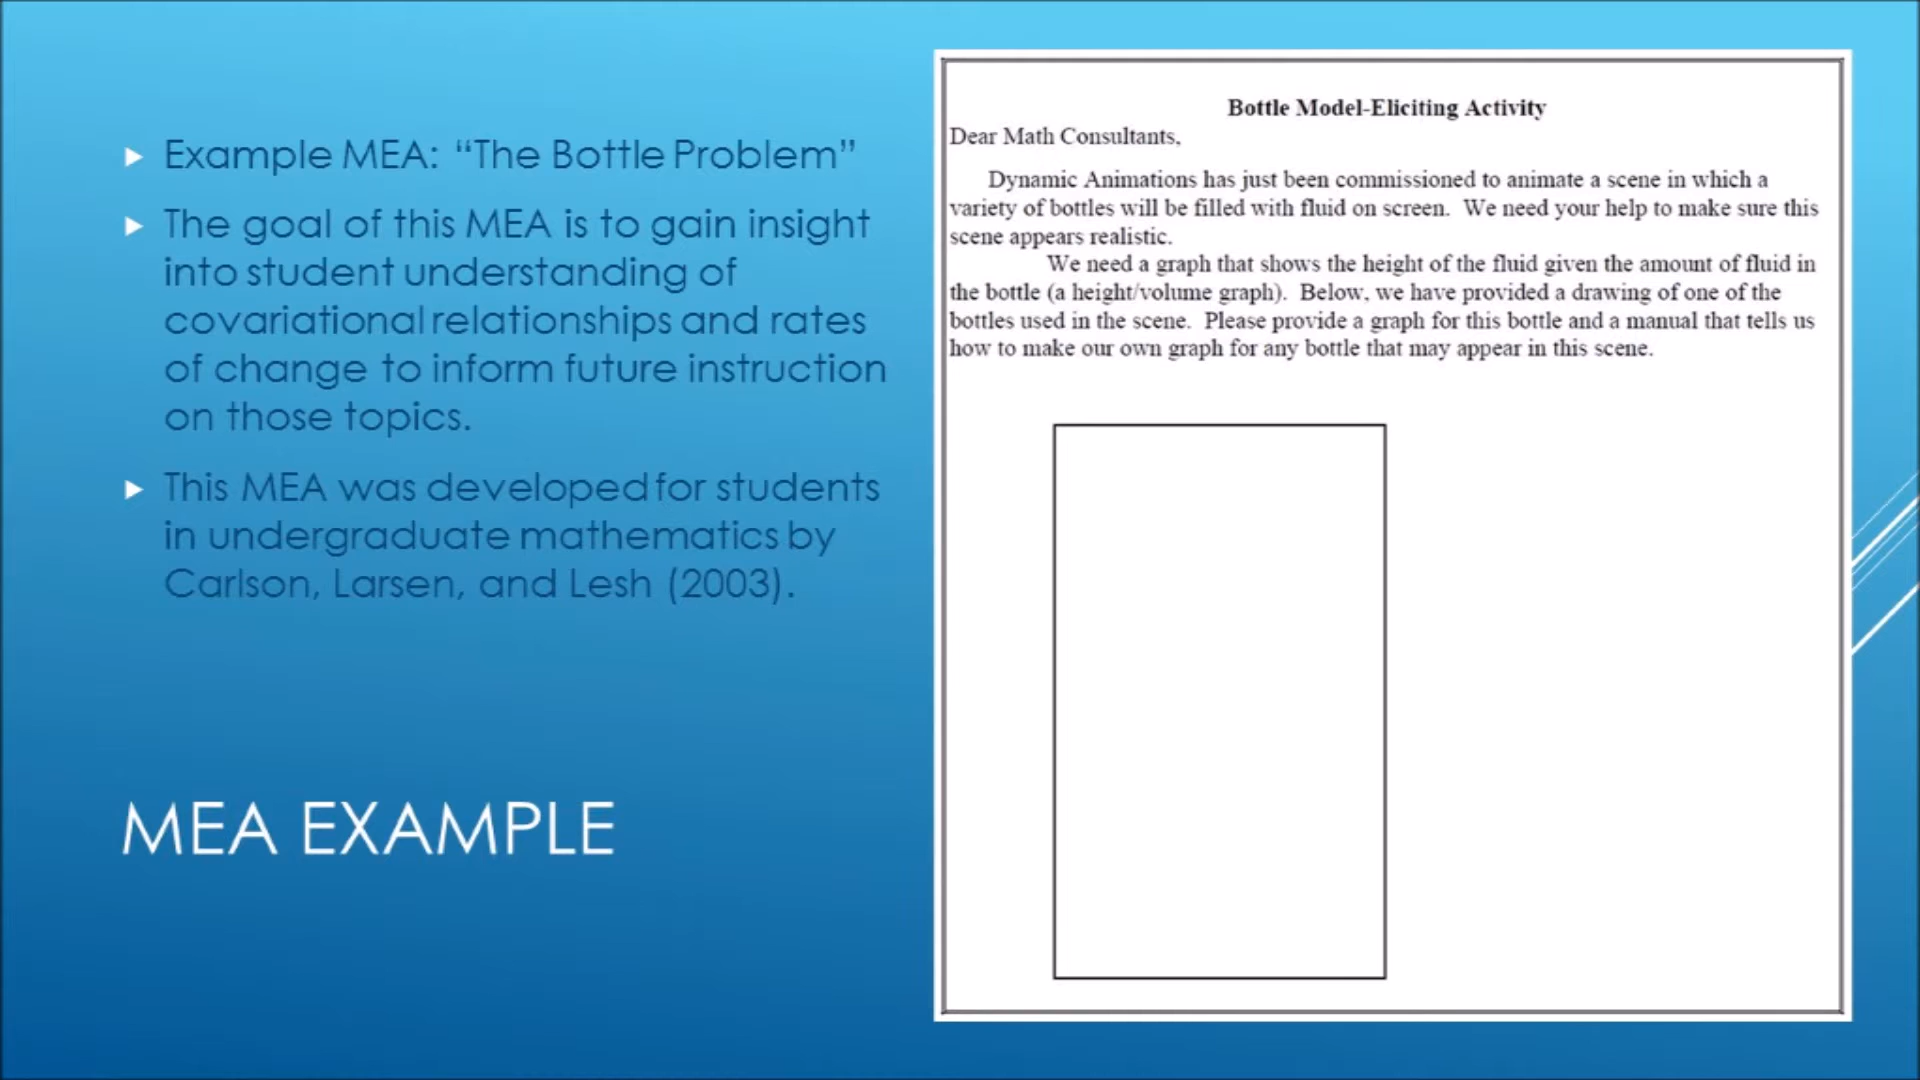 Example MEA: “The Bottle Problem”
The goal of this MEA is to gain insight
into student understanding of
covariational relationships and rates
of change to inform future instruction
on those topics.
This MEA was developed for students
in undergraduate mathematics by
Carlson, Larsen, and Lesh (2003).
MEA EXAMPLE
Bottle Model-Eliciting Activity
Dear Math Consultants,
Dynamic Animations has just been commissioned to animate a scene in which a
variety of bottles will be filled with fluid on screen. We need your help to make sure this
scene appears realistic.
We need a graph that shows the height of the fluid given the amount of fluid in
the bottle (a height/volume graph). Below, we have provided a drawing of one of the
bottles used in the scene. Please provide a graph for this bottle and a manual that tells us
how to make our own graph for any bottle that may appear in this scene.